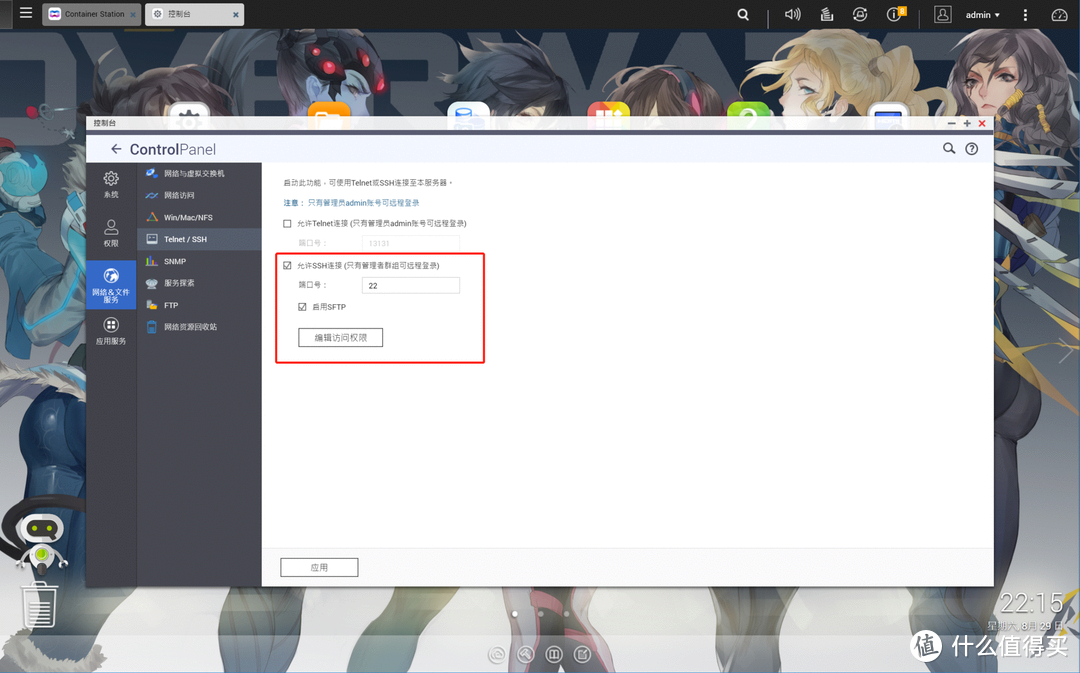 Container Station
控制台
8
admin
控制台
ControlPanel
系统
权限
网络&文件
服务
应用服务
网络与虚拟交换机
网络访问
Win/Mac/NFS
Telnet / SSH
SNMP
服务探索
FTP
网络资源回收站
启动此功能，可使用Telnet或SSH连接至本服务器。
注意： 只有管理员admin账号可远程登录
允许Telnet连接 (只有管理员admin账号可远程登录)
端口号： 13131
允许SSH连接 (只有管理者群组可远程登录)
端口号： 22
启用SFTP
编辑访问权限
应用
22:15
星期六, 8月 29 日
值 什么值得买